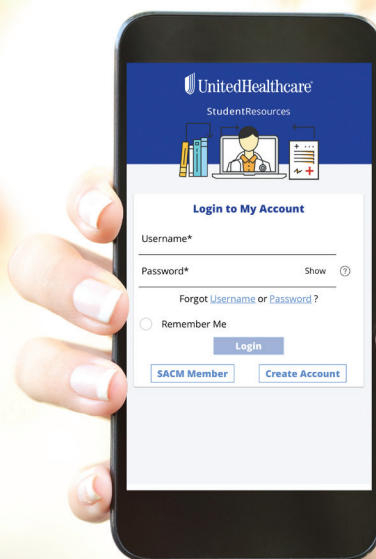 UnitedHealthcare®
StudentResources
Login to My Account
Username*
Password* Show ?
Forgot Username or Password ?
Remember Me
Login
SACM Member Create Account